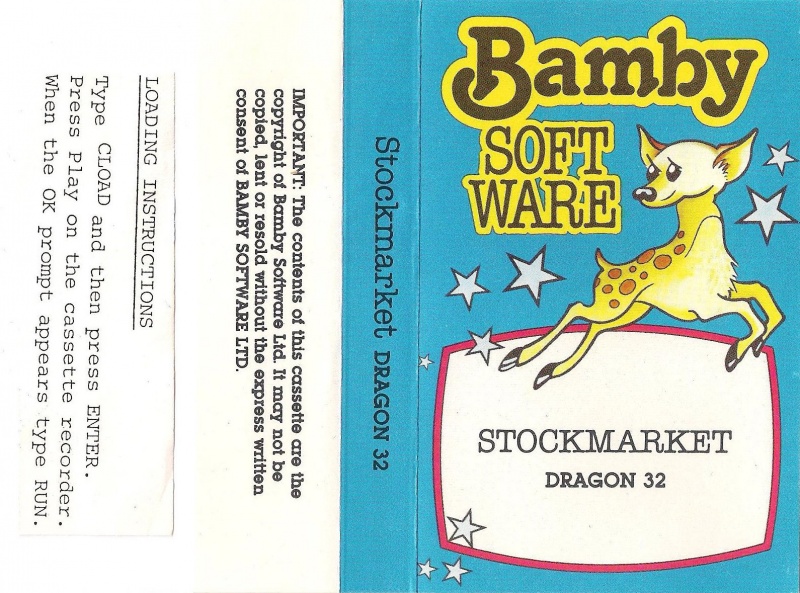 LOADING INSTRUCTIONS
Type CLOAD and then press ENTER.
Press Play on the cassette recorder.
When the OK prompt appears type RUN.
IMPORTANT: The contents of this cassette are the
copyright of Bamby Software Ltd. It may not be
copied, lent or resold without the express written
consent of BAMBY SOFTWARE LTD.
Stockmarket DRAGON 32
Bamby
SOFT
WARE
STOCKMARKET
DRAGON 32